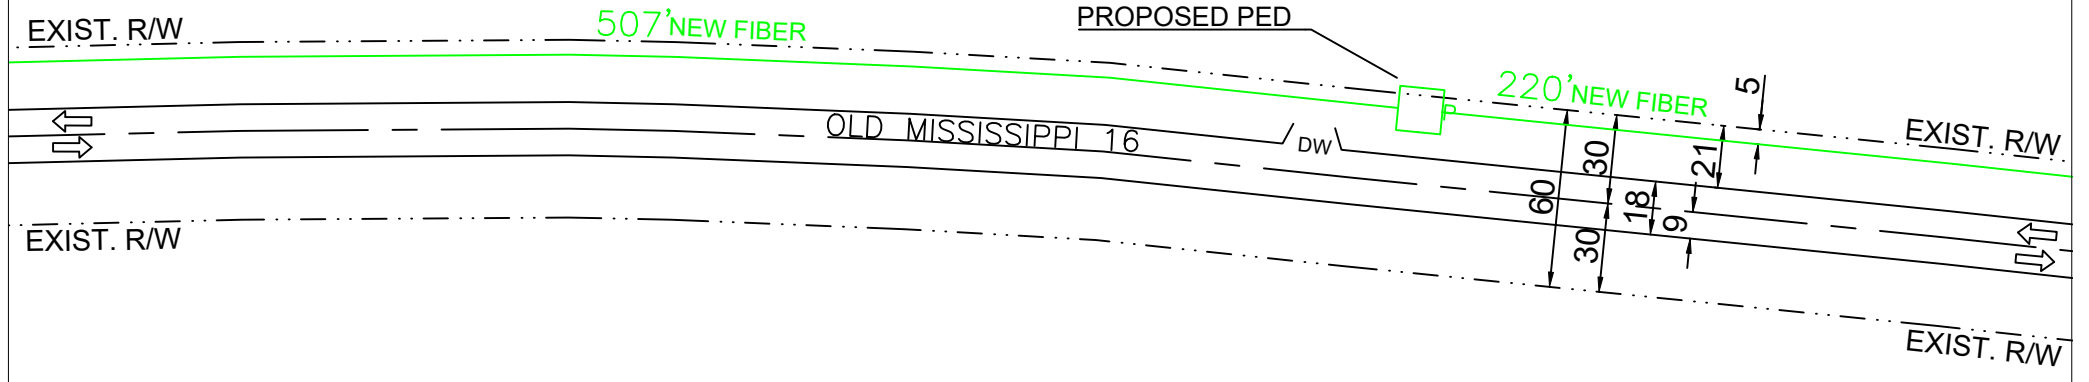 EXIST. R/W
507'NEW FIBER
PROPOSED PED
220'NEW FIBER
5
P
EXIST. R/W
OLD MISSISSIPPI 16
DW
30
21
60
18
9
30
EXIST. R/W
EXIST. R/W